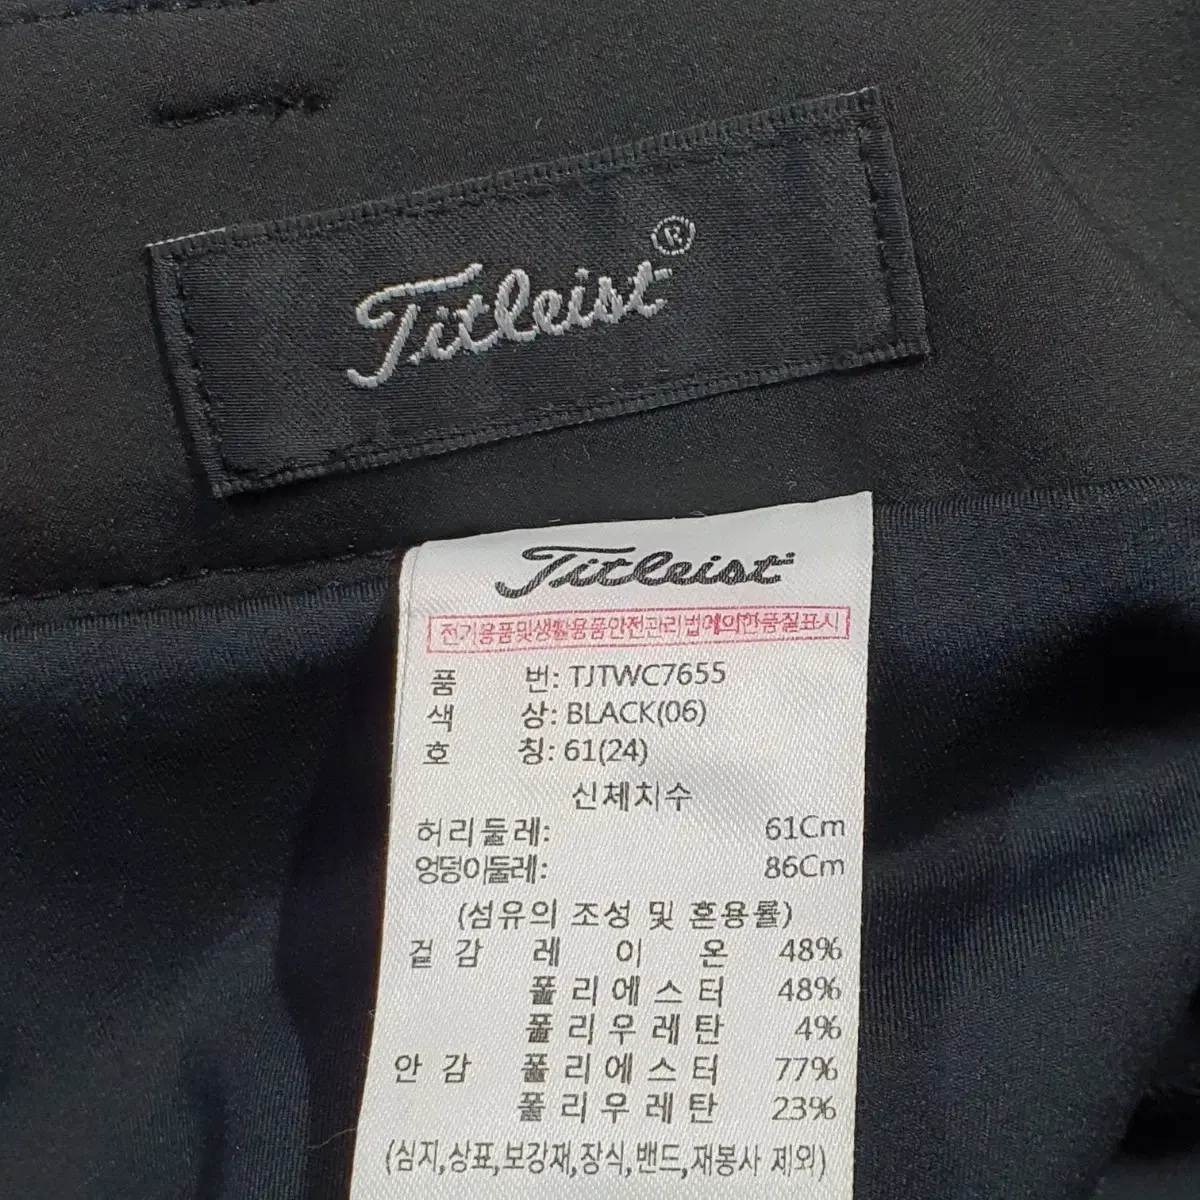 Titleist®
Titleist
전기용품및생활용품안전관리법에의한품질표시
품 번: TJTWC7655
색 상: BLACK(06)
호 칭: 61(24)
신체치수
허리둘레: 61Cm
엉덩이둘레: 86Cm
(섬유의 조성 및 혼용률)
겉 감 레 이 온 48%
폴 리 에 스 터 48%
폴 리 우 레 탄 4%
안 감 폴 리 에 스 터 77%
폴 리 우 레 탄 23%
(심지,상표,보강재,장식,밴드,재봉사 제외)